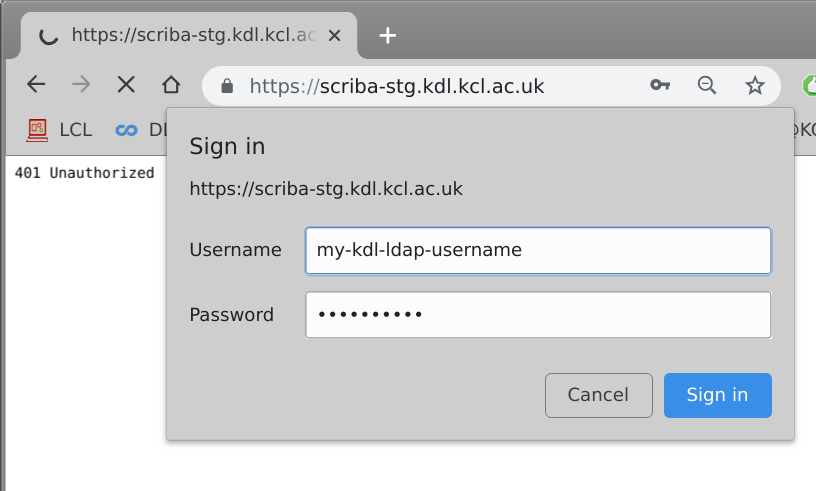 https://scriba-stg.kdl.kcl.ac
https://scriba-stg.kdl.kcl.ac.uk
LCL
401 Unauthorized
Sign in
https://scriba-stg.kdl.kcl.ac.uk
Username my-kdl-ldap-username
Password ••••••••••
Cancel Sign in